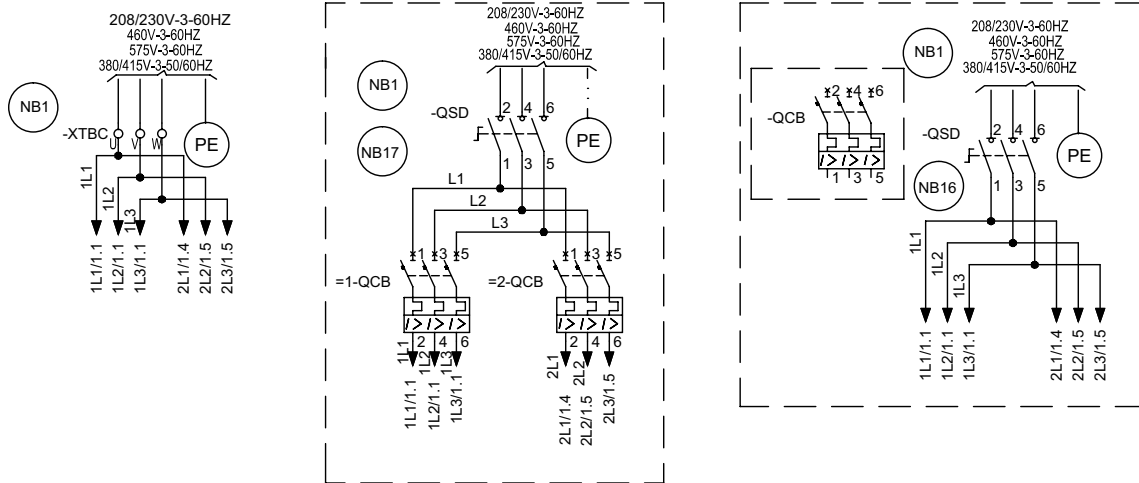 208/230V-3-60HZ
460V-3-60HZ
575V-3-60HZ
380/415V-3-50/60HZ
NB1
-XTBC
U
V
W
PE
1L1
1L2
1L3
1L1/1.1
1L2/1.1
1L3/1.1
2L1/1.4
2L2/1.5
2L3/1.5
208/230V-3-60HZ
460V-3-60HZ
575V-3-60HZ
380/415V-3-50/60HZ
NB1
NB17
-QSD
2 4 6
PE
1 3 5
L1
L2
L3
=1-QCB
1 3 5
I> I> I>
2 4 6
1L1
1L2
1L3
1L1/1.1
1L2/1.1
1L3/1.1
=2-QCB
1 3 5
I> I> I>
2 4 6
2L1
2L2
2L1/1.4
2L2/1.5
2L3/1.5
208/230V-3-60HZ
460V-3-60HZ
575V-3-60HZ
380/415V-3-50/60HZ
NB1
-QCB
2 4 6
I> I> I>
1 3 5
-QSD
2 4 6
PE
NB16
1 3 5
1L1
1L2
1L3
1L1/1.1
1L2/1.1
1L3/1.1
2L1/1.4
2L2/1.5
2L3/1.5